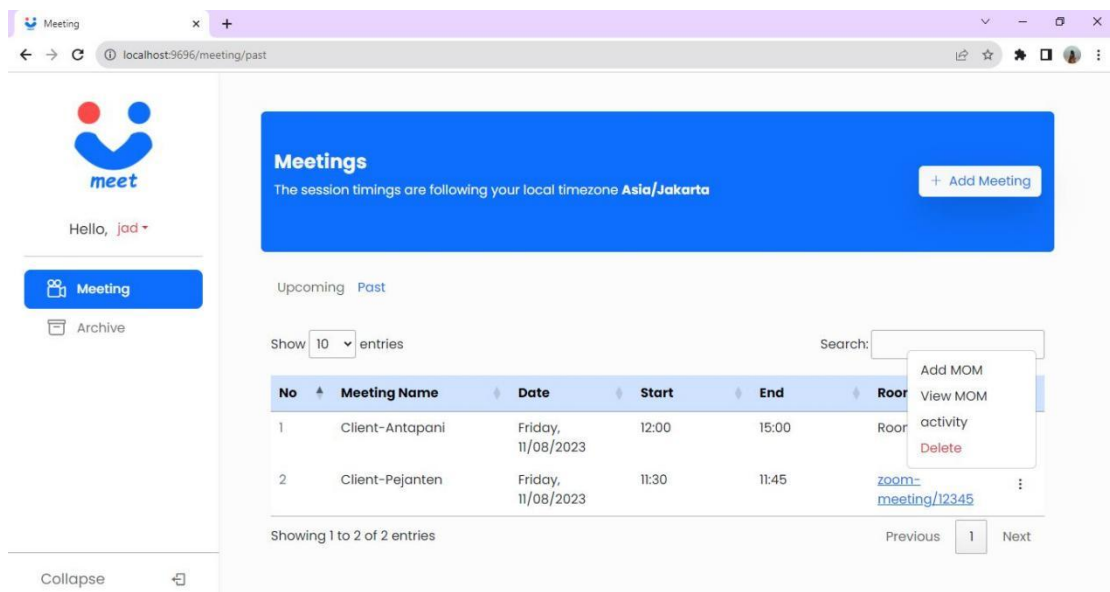 Meeting
localhost:9696/meeting/past
meet
Hello, jad
Meeting
Archive
Collapse
Meetings
The session timings are following your local timezone Asia/Jakarta
+ Add Meeting
Upcoming Past
Show 10 entries
Search:
Add MOM
View MOM
activity
Delete
No Meeting Name Date Start End
1 Client-Antapani Friday, 12:00 15:00
11/08/2023
2 Client-Pejanten Friday, 11:30 11:45 zoom-
11/08/2023 meeting/12345
Showing 1 to 2 of 2 entries
Previous 1 Next